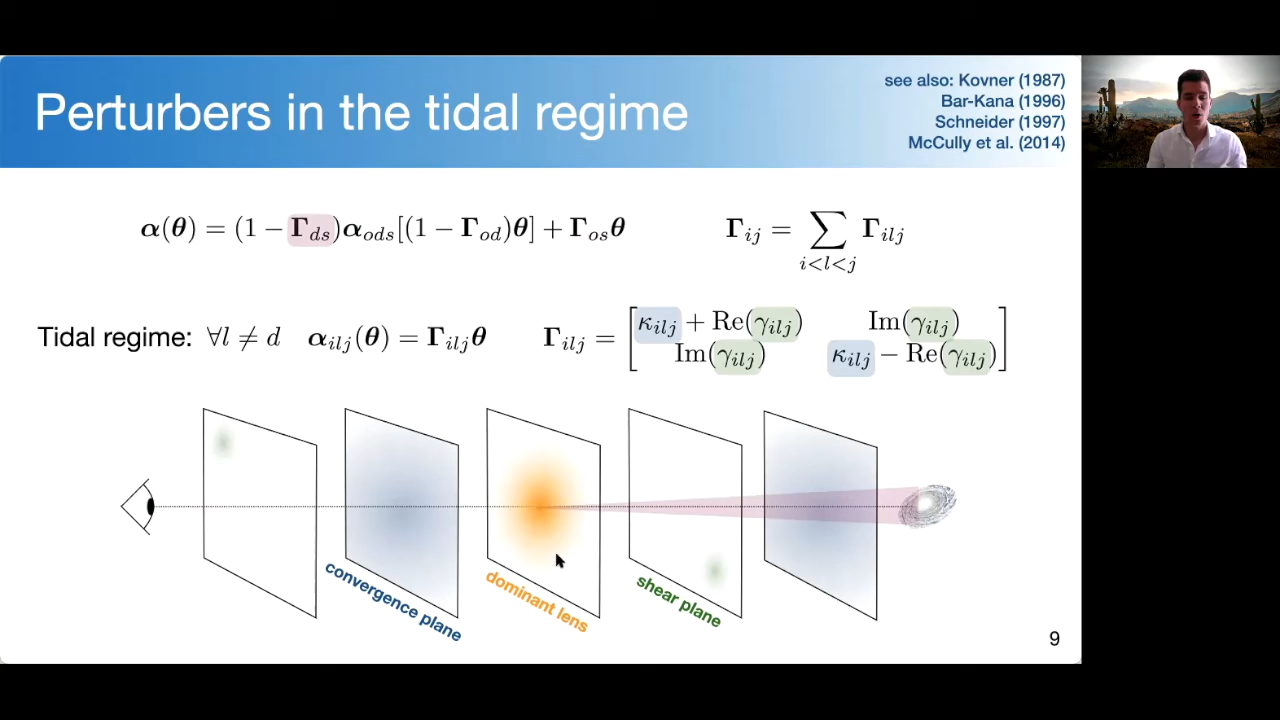 Perturbers in the tidal regime
see also: Kovner (1987)
Bar-Kana (1996)
Schneider (1997)
McCully et al. (2014)
α(θ) = (1 − Γ_ds)α_ods[(1 − Γ_od)θ] + Γ_osθ
Γ_ij = ∑_{i<l<j} Γ_ilj
Tidal regime: ∀l ≠ d α_ilj(θ) = Γ_iljθ
Γ_ilj = [κ_ilj + Re(γ_ilj) Im(γ_ilj)
Im(γ_ilj) κ_ilj − Re(γ_ilj)]
convergence plane
dominant lens
shear plane
9